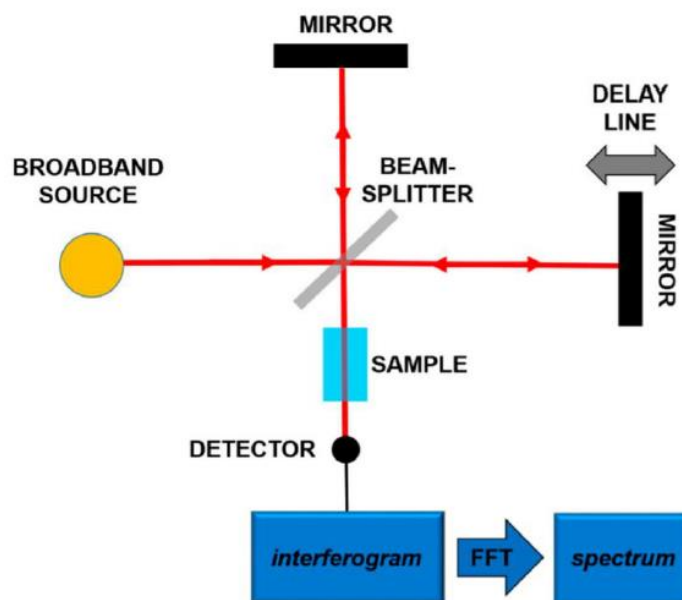 MIRROR
DELAY
LINE
BROADBAND
SOURCE
BEAM-
SPLITTER
MIRROR
SAMPLE
DETECTOR
interferogram
FFT
spectrum